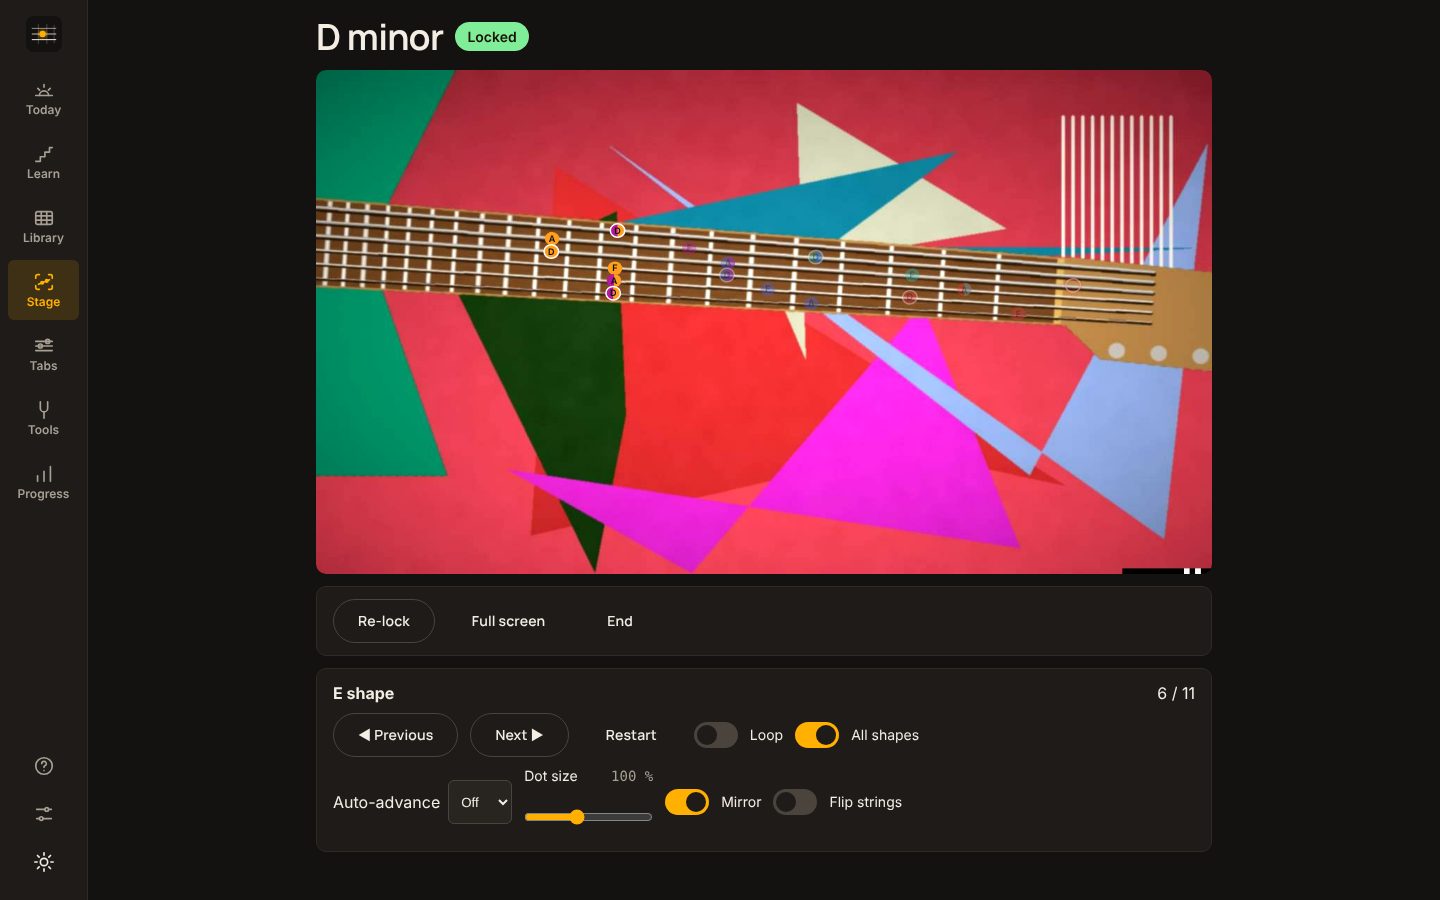 D minor
Locked
Today
Learn
Library
Stage
Tabs
Tools
Progress
D
A
D
F
Re-lock
Full screen
End
E shape
6 / 11
◀ Previous
Next ▶
Restart
Loop
All shapes
Auto-advance
Off
Dot size
100 %
Mirror
Flip strings